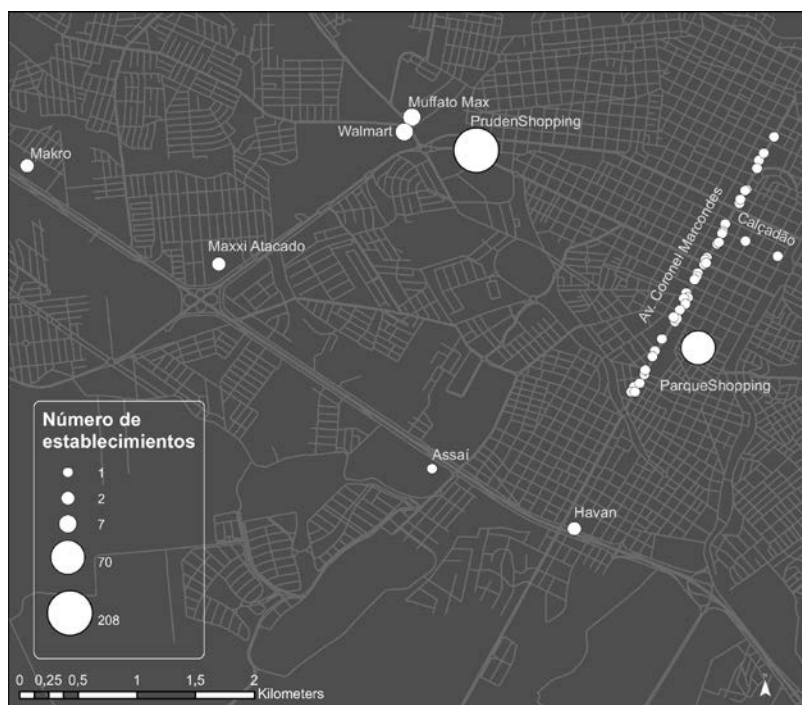 Muffato Max
Walmart
PrudenShopping
Makro
Av. Coronel Marcondes
Calçadão
Maxxi Atacado
ParqueShopping
Assaí
Havan
Número de
establecimientos
1
2
7
70
208
0 0,25 0,5 1 1,5 2
Kilometers